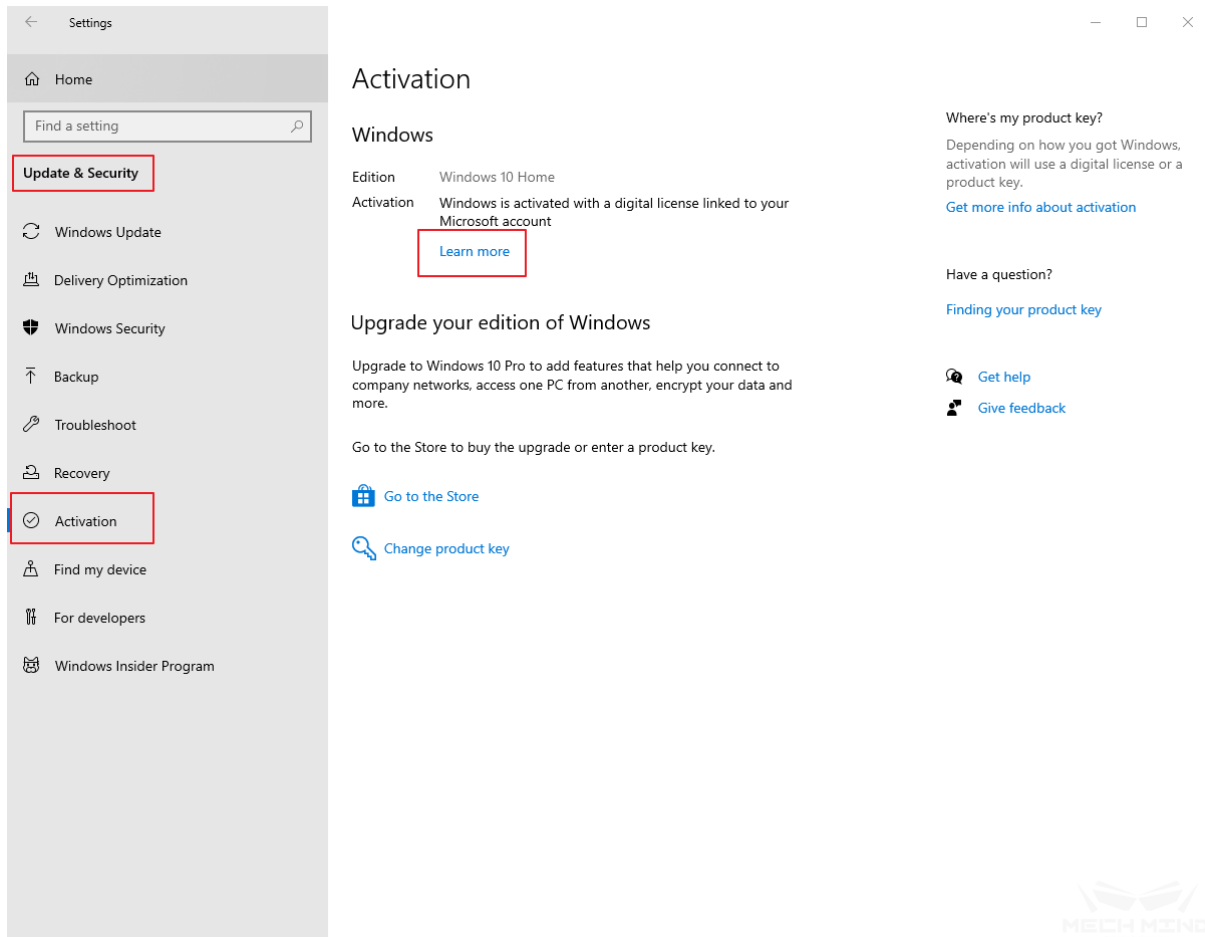 Settings
Home
Find a setting
Update & Security
Windows Update
Delivery Optimization
Windows Security
Backup
Troubleshoot
Recovery
Activation
Find my device
For developers
Windows Insider Program
Activation
Windows
Edition Windows 10 Home
Activation Windows is activated with a digital license linked to your
Microsoft account
Learn more
Upgrade your edition of Windows
Upgrade to Windows 10 Pro to add features that help you connect to
company networks, access one PC from another, encrypt your data and
more.
Go to the Store to buy the upgrade or enter a product key.
Go to the Store
Change product key
Where's my product key?
Depending on how you got Windows,
activation will use a digital license or a
product key.
Get more info about activation
Have a question?
Finding your product key
Get help
Give feedback
MECH MIND